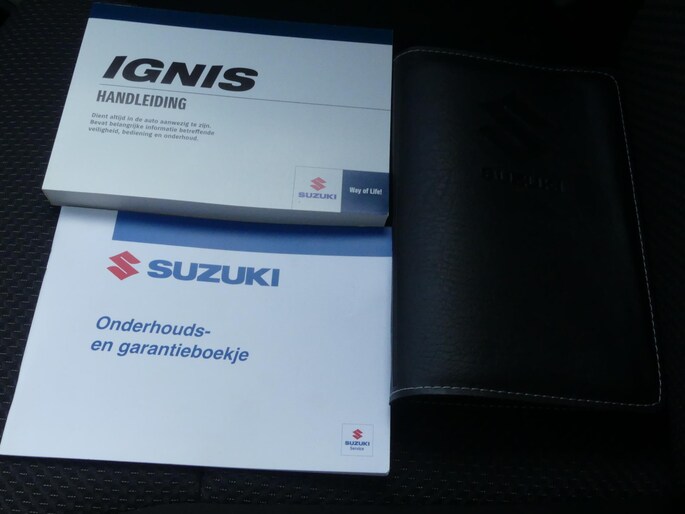 IGNIS
HANDLEIDING
Dient altijd in de auto aanwezig te zijn.
Bevat belangrijke informatie betreffende
veiligheid, bediening en onderhoud.
SUZUKI
Way of Life!
SUZUKI
Onderhouds-
en garantieboekje
SUZUKI
Service
SUZUKI